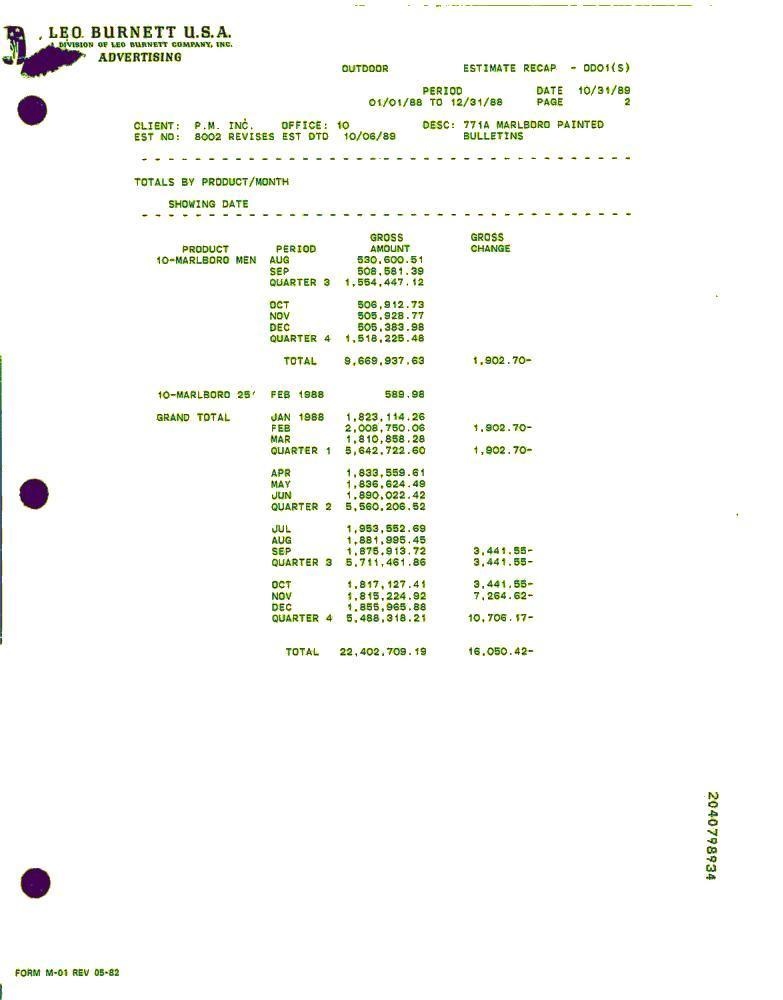 LEO BURNETT U.S.A.
A DIVISION OF LEO BURNETT COMPANY, INC.
ADVERTISING
OUTDOOR ESTIMATE RECAP - OD01(S)
PERIOD DATE 10/31/89
01/01/88 TO 12/31/88 PAGE 2
CLIENT: P.M. INC. OFFICE: 10 DESC: 771A MARLBORO PAINTED
EST NO: 8002 REVISES EST DTD 10/06/89 BULLETINS
TOTALS BY PRODUCT/MONTH
SHOWING DATE
GROSS GROSS
PRODUCT PERIOD AMOUNT CHANGE
10-MARLBORO MEN AUG 530,600.51
SEP 508,581.39
QUARTER 3 1,554,447.12
OCT 506,912.73
NOV 505,928.77
DEC 505,383.98
QUARTER 4 1,518,225.48
TOTAL 9,669,937.63 1,902.70-
10-MARLBORO 25' FEB 1988 589.98
GRAND TOTAL JAN 1988 1,823,114.26
FEB 2,008,750.06 1,902.70-
MAR 1,810,858.28
QUARTER 1 5,642,722.60 1,902.70-
APR 1,833,559.61
MAY 1,836,624.49
JUN 1,890,022.42
QUARTER 2 5,560,206.52
JUL 1,953,552.69
AUG 1,881,995.45
SEP 1,875,913.72 3,441.55-
QUARTER 3 5,711,461.86 3,441.55-
OCT 1,817,127.41 3,441.55-
NOV 1,815,224.92 7,264.62-
DEC 1,855,965.88
QUARTER 4 5,488,318.21 10,706.17-
TOTAL 22,402,709.19 16,050.42-
2040798934
FORM M-01 REV 05-82